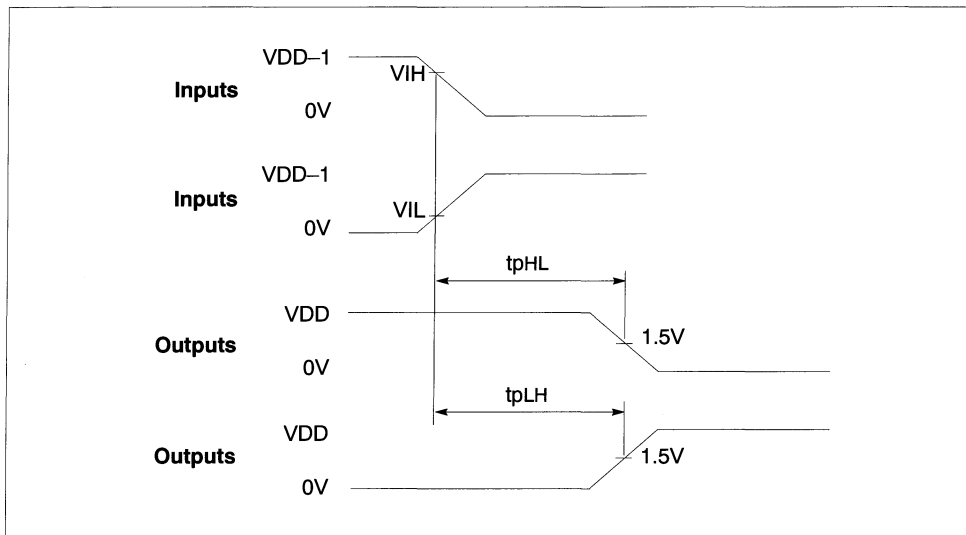 VDD–1
VIH
Inputs
0V
VDD–1
Inputs
VIL
0V
tpHL
VDD
1.5V
Outputs
0V
tpLH
VDD
Outputs
1.5V
0V